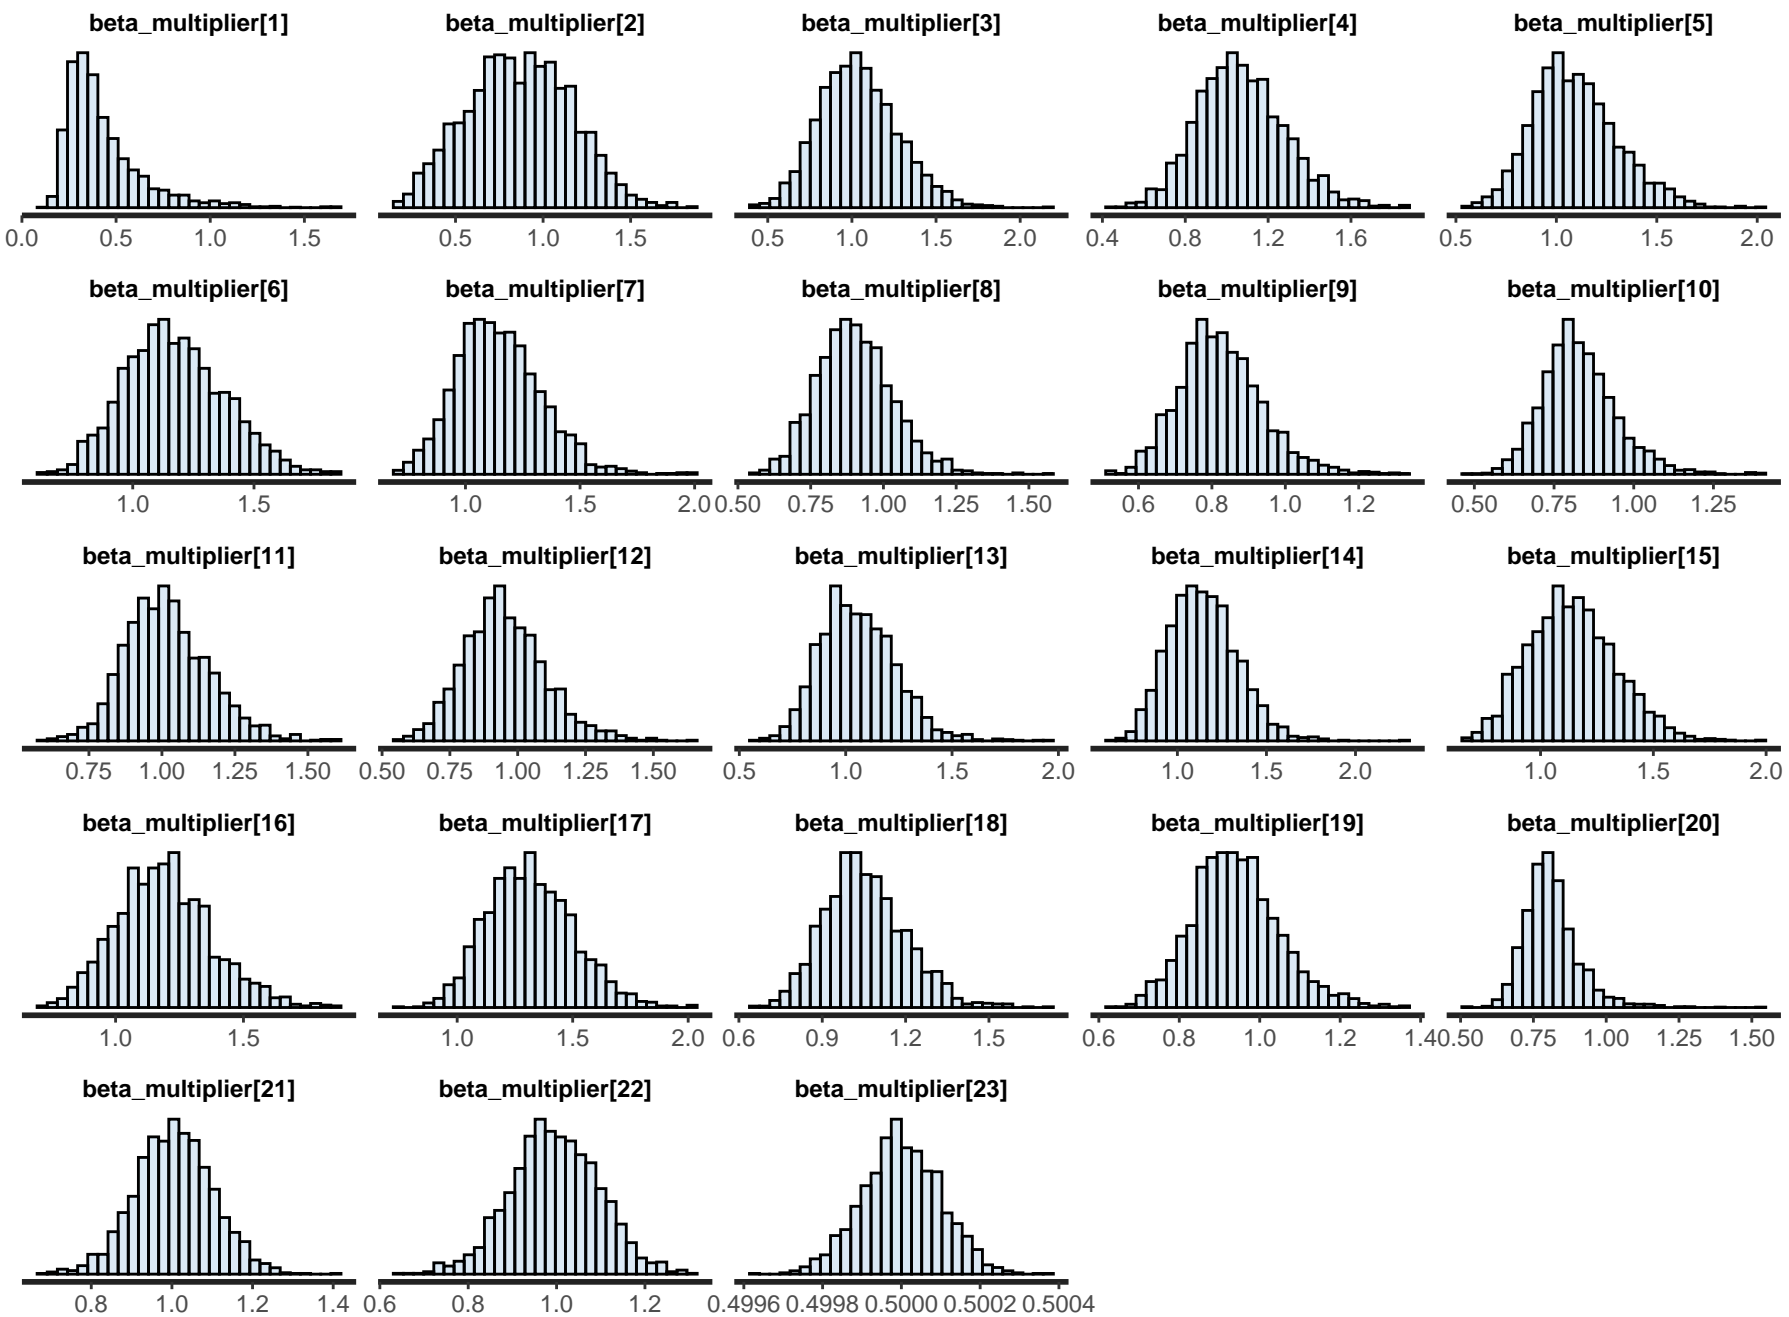 beta_multiplier[1] beta_multiplier[2] beta_multiplier[3] beta_multiplier[4] beta_multiplier[5]
0.0 0.5 1.0 1.5 0.5 1.0 1.5 0.5 1.0 1.5 2.0 0.4 0.8 1.2 1.6 0.5 1.0 1.5 2.0
beta_multiplier[6] beta_multiplier[7] beta_multiplier[8] beta_multiplier[9] beta_multiplier[10]
1.0 1.5 1.0 1.5 2.0 0.50 0.75 1.00 1.25 1.50 0.6 0.8 1.0 1.2 0.50 0.75 1.00 1.25
beta_multiplier[11] beta_multiplier[12] beta_multiplier[13] beta_multiplier[14] beta_multiplier[15]
0.75 1.00 1.25 1.50 0.50 0.75 1.00 1.25 1.50 0.5 1.0 1.5 2.0 1.0 1.5 2.0 1.0 1.5 2.0
beta_multiplier[16] beta_multiplier[17] beta_multiplier[18] beta_multiplier[19] beta_multiplier[20]
1.0 1.5 1.0 1.5 2.0 0.6 0.9 1.2 1.5 0.6 0.8 1.0 1.2 1.4 0.50 0.75 1.00 1.25 1.50
beta_multiplier[21] beta_multiplier[22] beta_multiplier[23]
0.8 1.0 1.2 1.4 0.6 0.8 1.0 1.2 0.4996 0.4998 0.5000 0.5002 0.5004